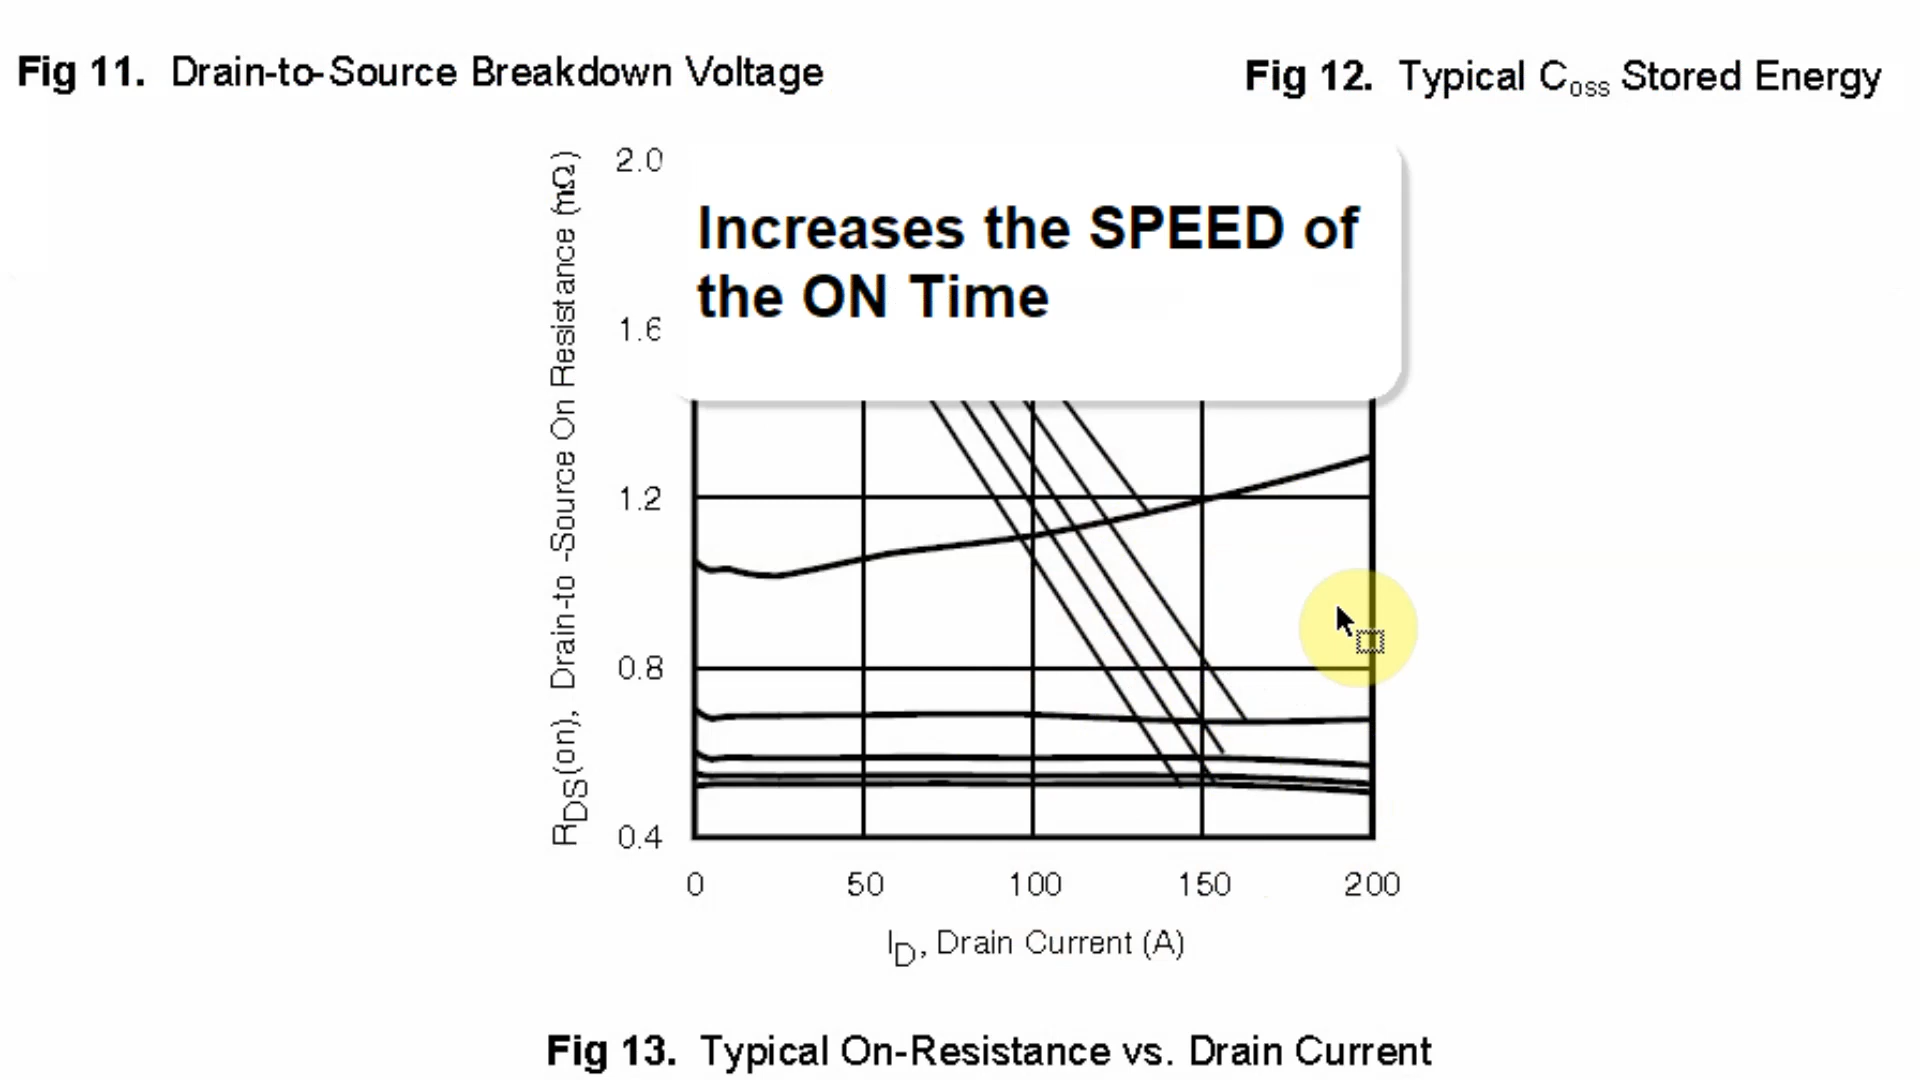 Fig 11. Drain-to-Source Breakdown Voltage
Fig 12. Typical Coss Stored Energy
RDS(on), Drain-to -Source On Resistance (mΩ)
2.0
1.6
1.2
0.8
0.4
Increases the SPEED of
the ON Time
0 50 100 150 200
ID, Drain Current (A)
Fig 13. Typical On-Resistance vs. Drain Current